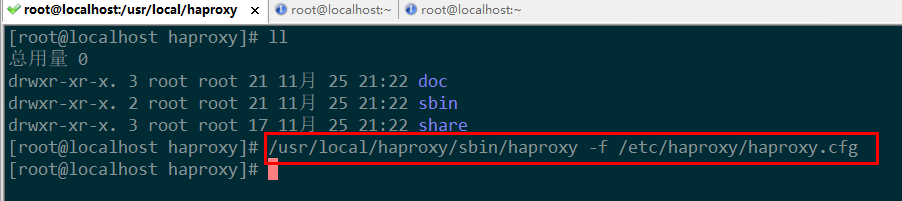 root@localhost:/usr/local/haproxy x root@localhost:~ root@localhost:~
[root@localhost haproxy]# ll
总用量 0
drwxr-xr-x. 3 root root 21 11月 25 21:22 doc
drwxr-xr-x. 2 root root 21 11月 25 21:22 sbin
drwxr-xr-x. 3 root root 17 11月 25 21:22 share
[root@localhost haproxy]# /usr/local/haproxy/sbin/haproxy -f /etc/haproxy/haproxy.cfg
[root@localhost haproxy]#